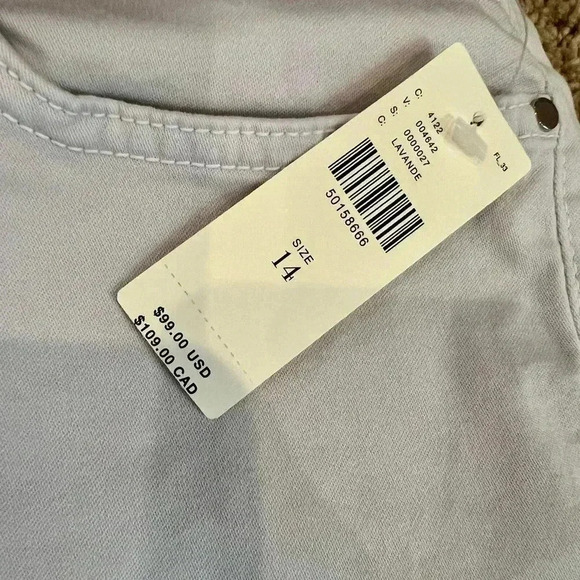 C: 4122
V: 004642
S: 0000027
C: LAVANDE
FL_33
50158666
SIZE
14
$99.00 USD
$109.00 CAD